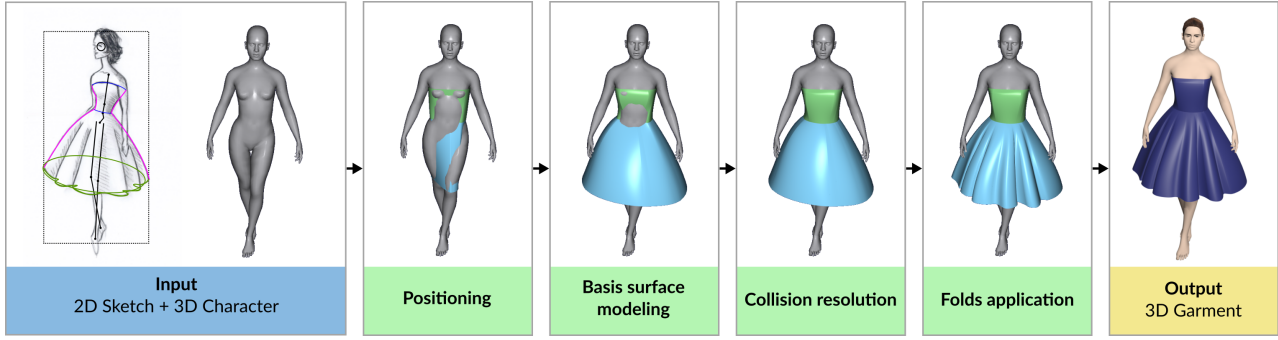 Input
2D Sketch + 3D Character
Positioning
Basis surface
modeling
Collision resolution
Folds application
Output
3D Garment